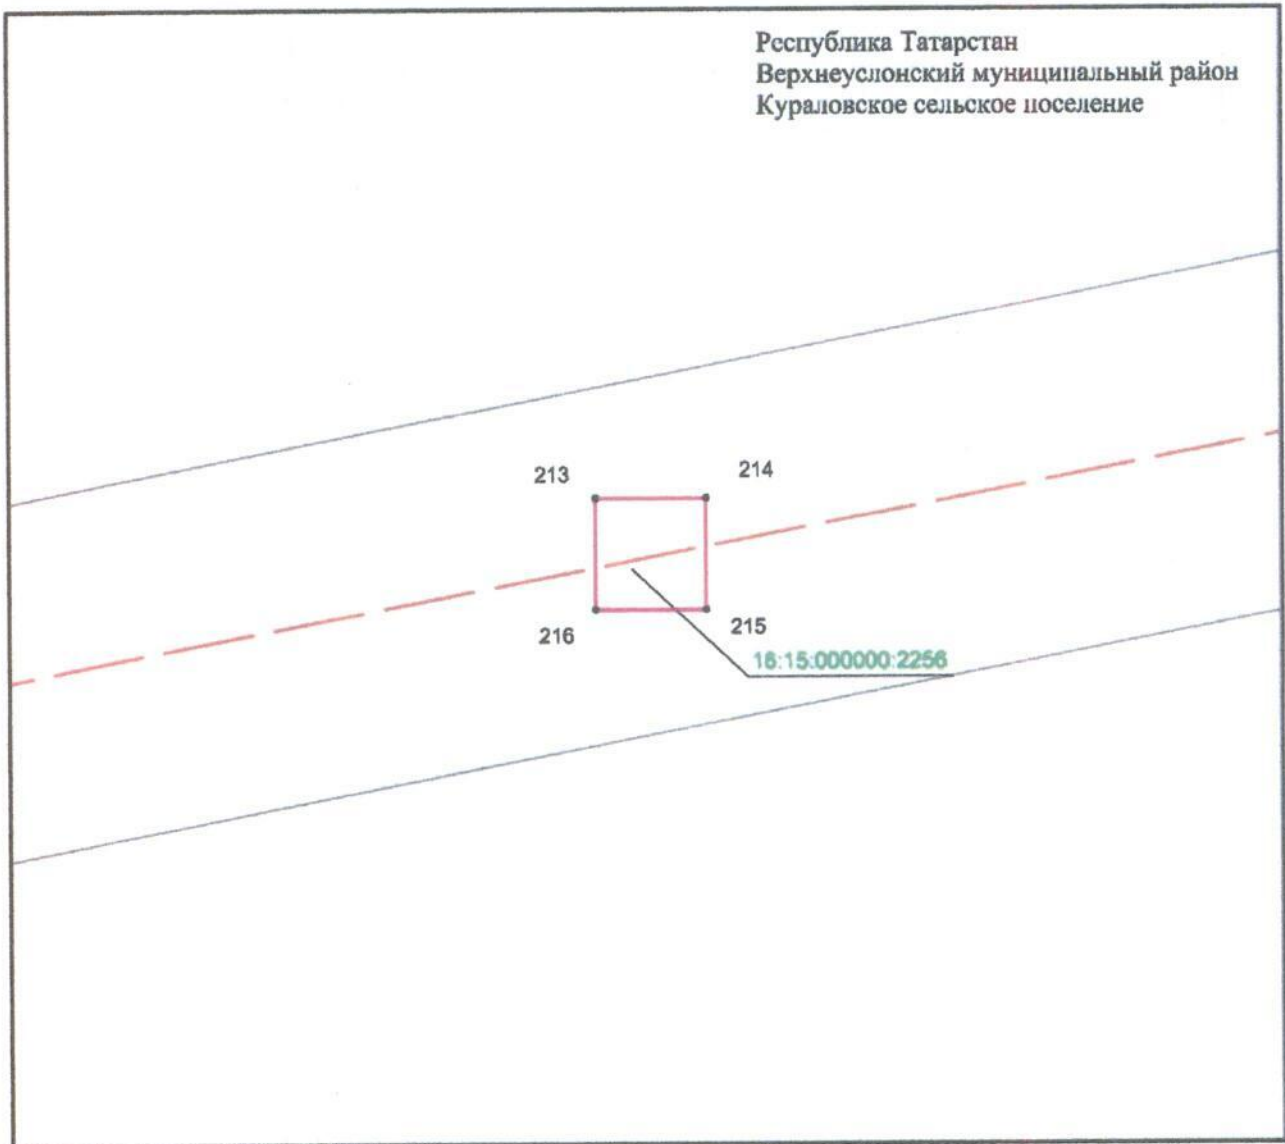 Республика Татарстан
Верхнеуслонский муниципальный район
Кураловское сельское поселение
213
214
216
215
16:15:000000:2256